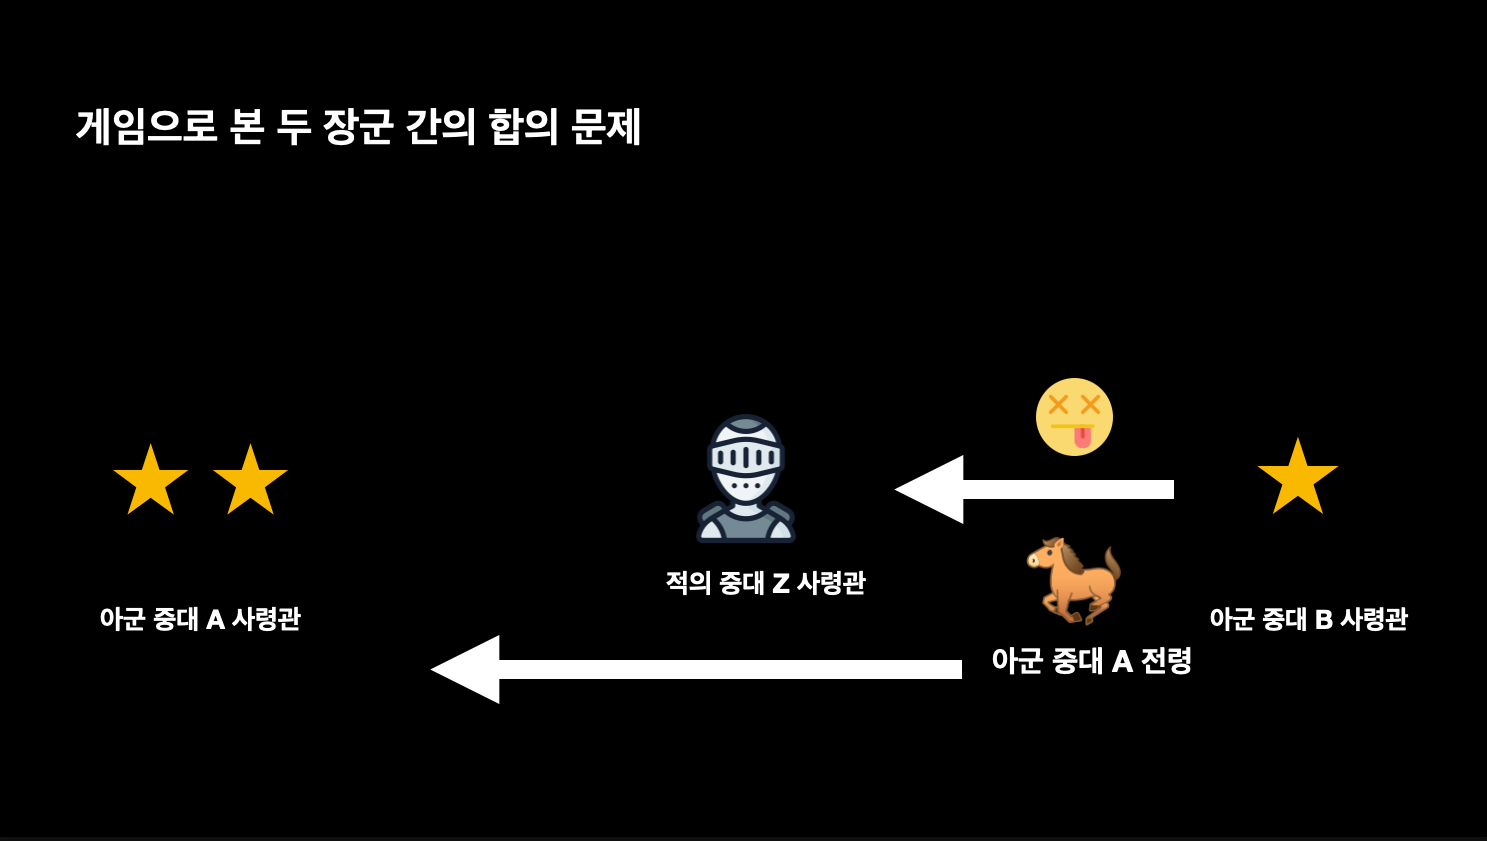 게임으로 본 두 장군 간의 합의 문제
적의 중대 Z 사령관
아군 중대 A 사령관
아군 중대 B 사령관
아군 중대 A 전령